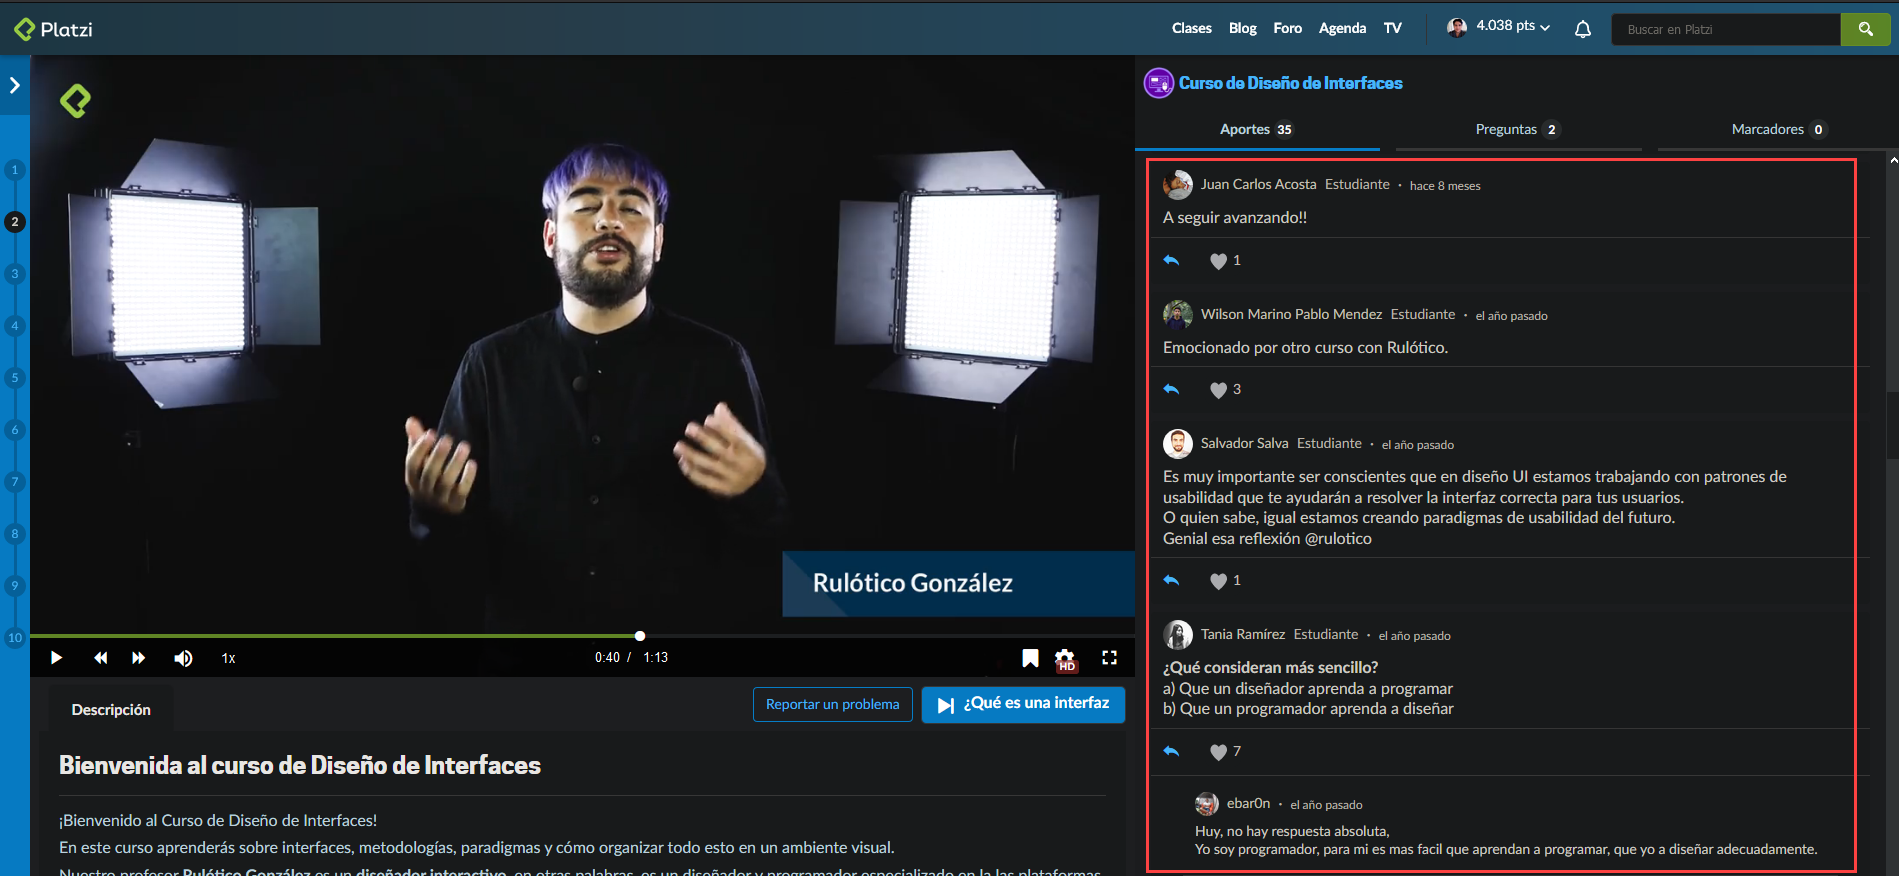 Platzi
Clases Blog Foro Agenda TV 4.038 pts
Buscar en Platzi
1
2
3
4
5
6
7
8
9
10
Rulótico González
1x
0:40 / 1:13
HD
Descripción
Reportar un problema
¿Qué es una interfaz
Bienvenida al curso de Diseño de Interfaces
¡Bienvenido al Curso de Diseño de Interfaces!
En este curso aprenderás sobre interfaces, metodologías, paradigmas y cómo organizar todo esto en un ambiente visual.
Nuestro profesor Rulótico González es un diseñador interactivo, en otras palabras, es un diseñador y programador especializado en la las plataformas
Curso de Diseño de Interfaces
Aportes 35 Preguntas 2 Marcadores 0
Juan Carlos Acosta Estudiante · hace 8 meses
A seguir avanzando!!
1
Wilson Marino Pablo Mendez Estudiante · el año pasado
Emocionado por otro curso con Rulótico.
3
Salvador Salva Estudiante · el año pasado
Es muy importante ser conscientes que en diseño UI estamos trabajando con patrones de
usabilidad que te ayudarán a resolver la interfaz correcta para tus usuarios.
O quien sabe, igual estamos creando paradigmas de usabilidad del futuro.
Genial esa reflexión @rulotico
1
Tania Ramírez Estudiante · el año pasado
¿Qué consideran más sencillo?
a) Que un diseñador aprenda a programar
b) Que un programador aprenda a diseñar
7
ebar0n · el año pasado
Huy, no hay respuesta absoluta,
Yo soy programador, para mi es mas facil que aprendan a programar, que yo a diseñar adecuadamente.